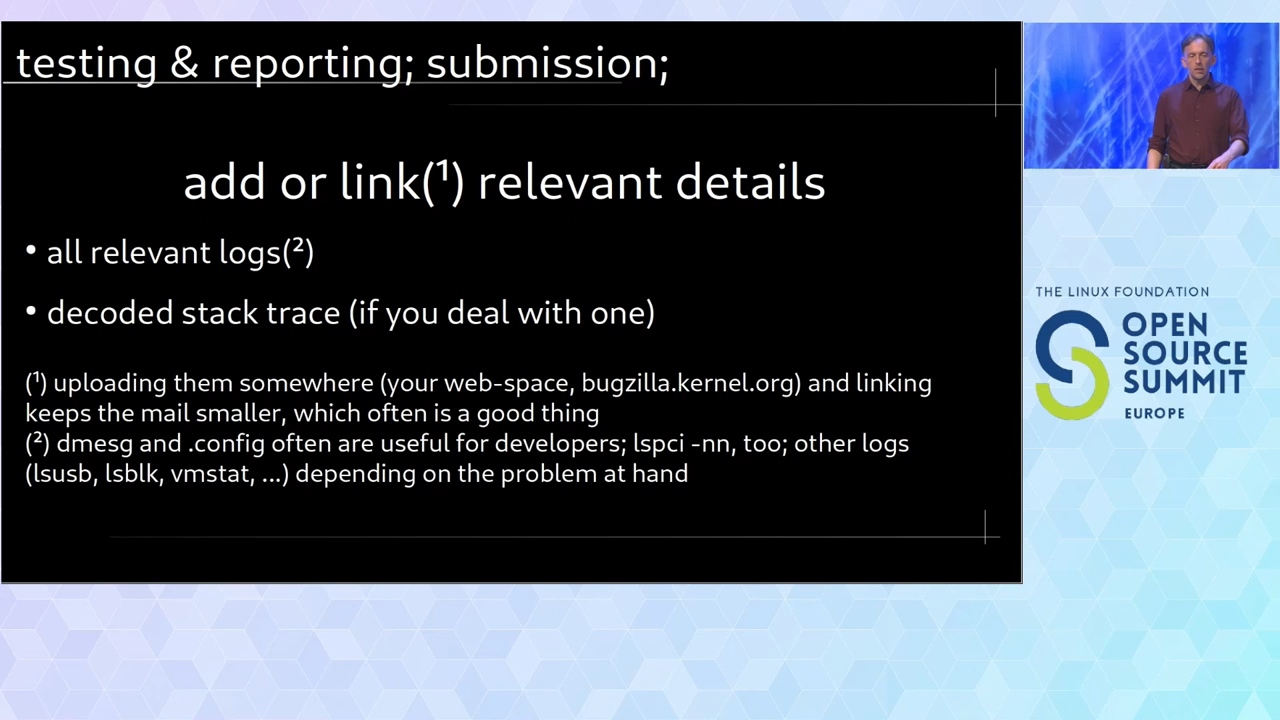 testing & reporting; submission;
add or link(¹) relevant details
• all relevant logs(²)
• decoded stack trace (if you deal with one)
(¹) uploading them somewhere (your web-space, bugzilla.kernel.org) and linking
keeps the mail smaller, which often is a good thing
(²) dmesg and .config often are useful for developers; lspci -nn, too; other logs
(lsusb, lsblk, vmstat, ...) depending on the problem at hand
THE LINUX FOUNDATION
OPEN
SOURCE
SUMMIT
EUROPE